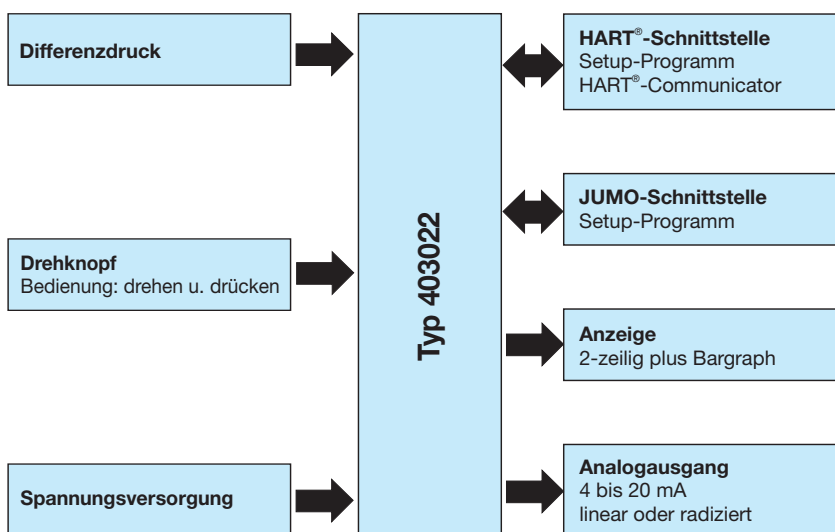 Differenzdruck
Drehknopf
Bedienung: drehen u. drücken
Spannungsversorgung
Typ 403022
HART®-Schnittstelle
Setup-Programm
HART®-Communicator
JUMO-Schnittstelle
Setup-Programm
Anzeige
2-zeilig plus Bargraph
Analogausgang
4 bis 20 mA
linear oder radiziert